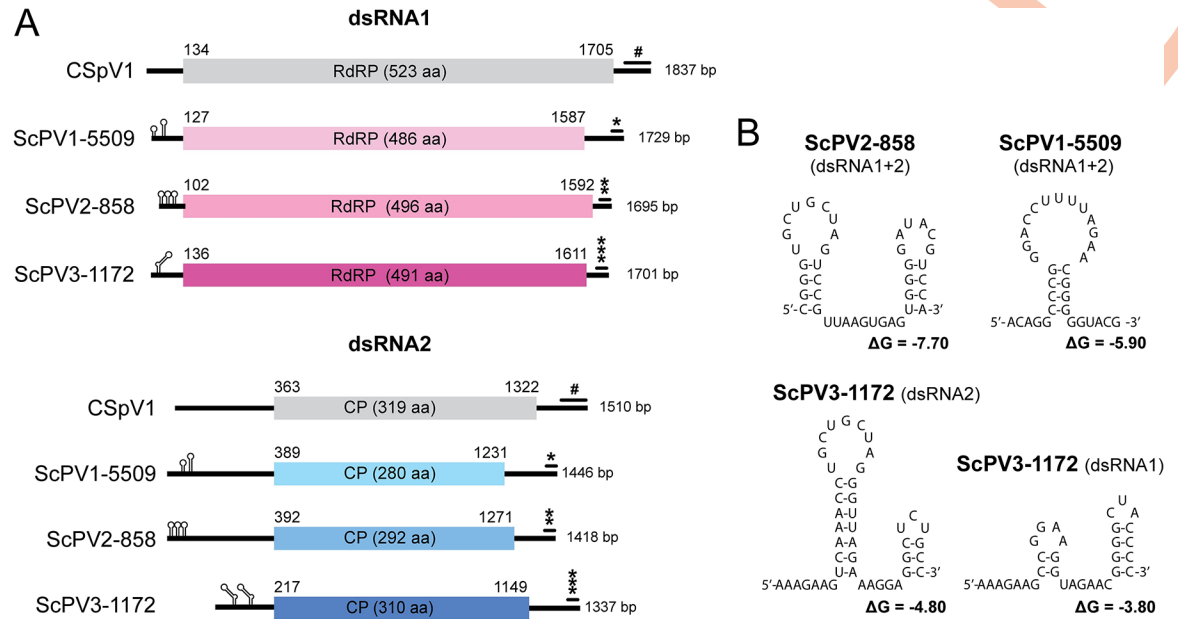 A
dsRNA1
134 1705 #
CSpV1 RdRP (523 aa) 1837 bp
127 1587 *
ScPV1-5509 RdRP (486 aa) 1729 bp
102 1592 **
ScPV2-858 RdRP (496 aa) 1695 bp
136 1611 ***
ScPV3-1172 RdRP (491 aa) 1701 bp
dsRNA2
363 1322 #
CSpV1 CP (319 aa) 1510 bp
389 1231 *
ScPV1-5509 CP (280 aa) 1446 bp
392 1271 **
ScPV2-858 CP (292 aa) 1418 bp
217 1149 ***
ScPV3-1172 CP (310 aa) 1337 bp
B
ScPV2-858
(dsRNA1+2)
U G C
C U
G A
U G
G-U
G-C
G-C
5'-C-G
UUAAGUGAG
U A
A C
A G
G-U
G-C
G-C
U-A-3'
ΔG = -7.70
ScPV1-5509
(dsRNA1+2)
C C U U U U
A A
G G
G A A
G-C
C-G
C-G
C-G
5'-ACAGG GGUACG -3'
ΔG = -5.90
ScPV3-1172 (dsRNA2)
U G C
C U
U G A
C-G
C-G
A-U
A-U
A-A
C-G
U-A
5'-AAAGAAG AAGGA
C
U U
C-G
C-G
G-C-3'
ΔG = -4.80
ScPV3-1172 (dsRNA1)
G A
G A
C-G
C-G
5'-AAAGAAG UAGAAC
U
C A
G-C
G-C
G-C
G-C-3'
ΔG = -3.80